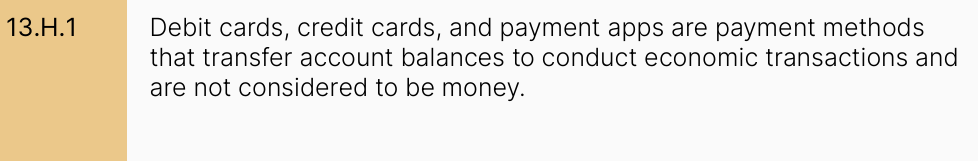 13.H.1
Debit cards, credit cards, and payment apps are payment methods
that transfer account balances to conduct economic transactions and
are not considered to be money.